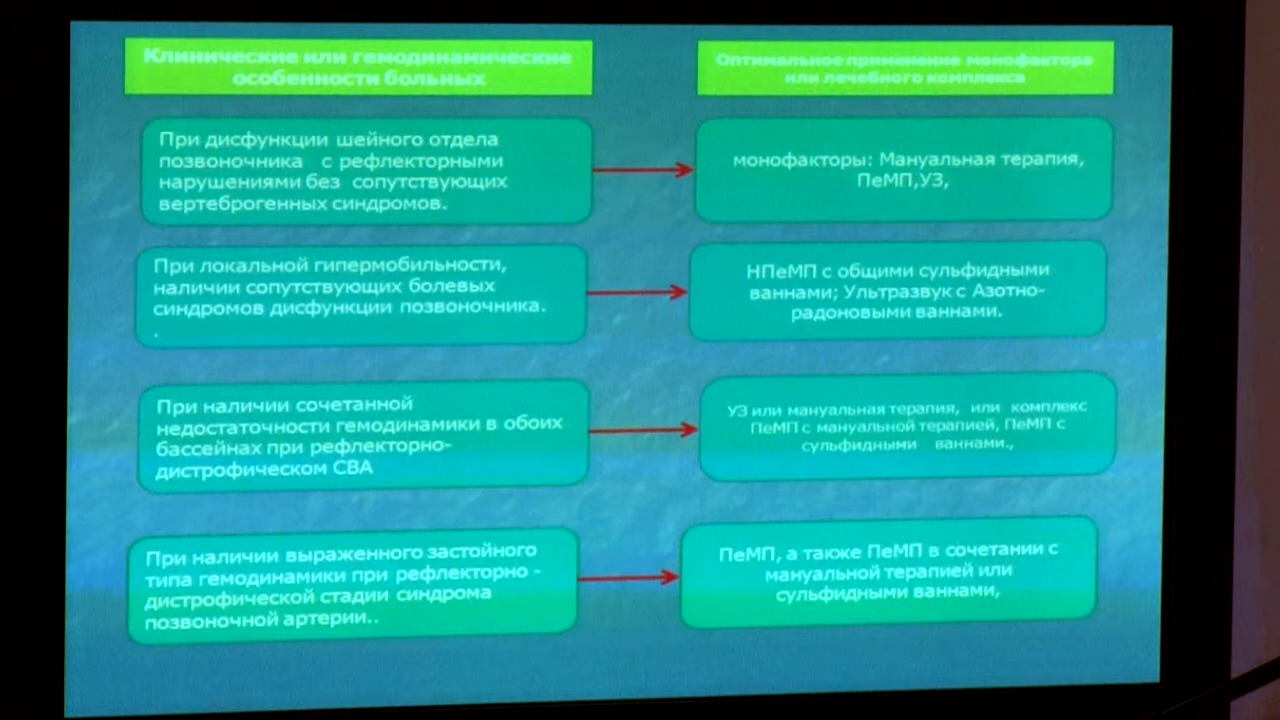 Клинические или гемодинамические
особенности больных
Оптимальное применение монофактора
или лечебного комплекса
При дисфункции шейного отдела
позвоночника с рефлекторными
нарушениями без сопутствующих
вертеброгенных синдромов.
монофакторы: Мануальная терапия,
ПеМП,УЗ,
При локальной гипермобильности,
наличии сопутствующих болевых
синдромов дисфункции позвоночника.
.
НПеМП с общими сульфидными
ваннами; Ультразвук с Азотно-
радоновыми ваннами.
При наличии сочетанной
недостаточности гемодинамики в обоих
бассейнах при рефлекторно-
дистрофическом СВА
УЗ или мануальная терапия, или комплекс
ПеМП с мануальной терапией, ПеМП с
сульфидными ваннами.,
При наличии выраженного застойного
типа гемодинамики при рефлекторно -
дистрофической стадии синдрома
позвоночной артерии..
ПеМП, а также ПеМП в сочетании с
мануальной терапией или
сульфидными ваннами,